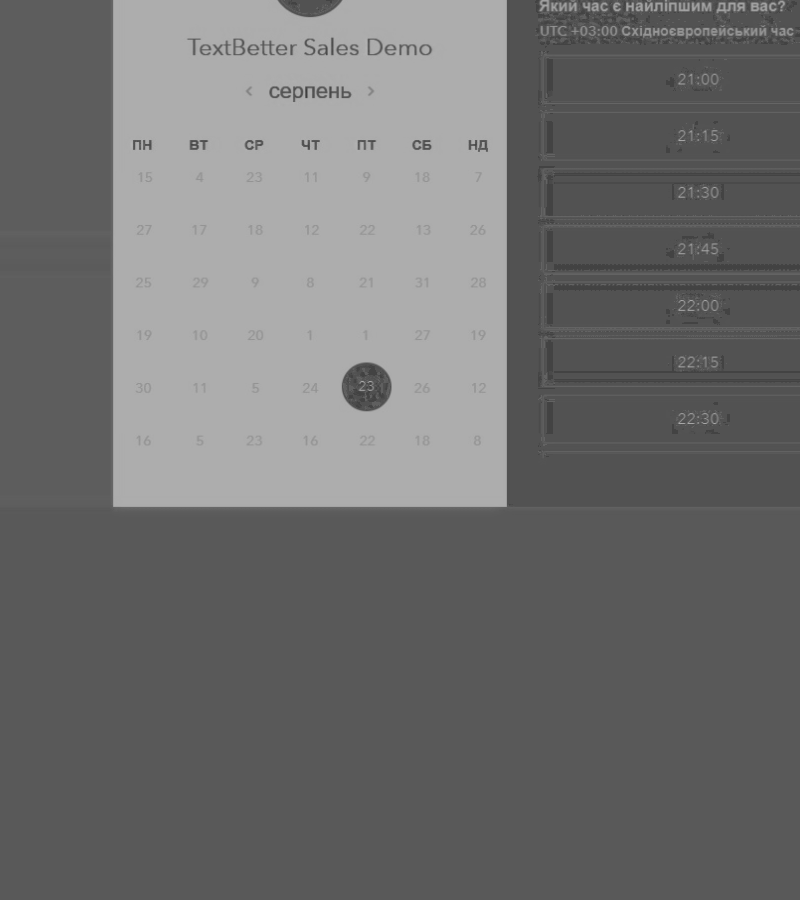 TextBetter Sales Demo
‹ серпень ›
ПН ВТ СР ЧТ ПТ СБ НД
15 4 23 11 9 18 7
27 17 18 12 22 13 26
25 29 9 8 21 31 28
19 10 20 1 1 27 19
30 11 5 24 23 26 12
16 5 23 16 22 18 8
Який час є найліпшим для вас?
UTC +03:00 Східноєвропейський час
21:00
21:15
21:30
21:45
22:00
22:15
22:30